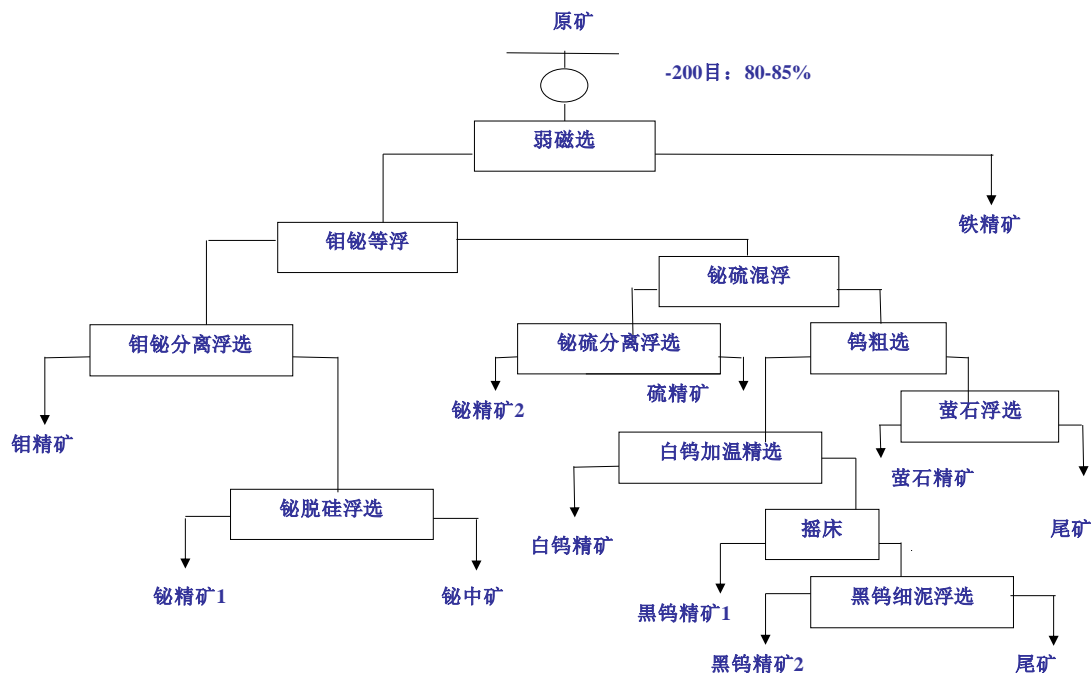 原矿
-200目：80-85%
弱磁选
铁精矿
钼铋等浮
铋硫混浮
钼铋分离浮选
铋硫分离浮选
钨粗选
铋精矿2
硫精矿
萤石浮选
钼精矿
白钨加温精选
萤石精矿
铋脱硅浮选
白钨精矿
摇床
尾矿
铋精矿1
铋中矿
黑钨精矿1
黑钨细泥浮选
黑钨精矿2
尾矿